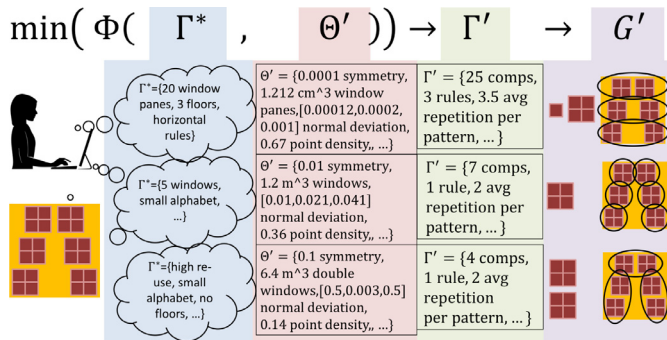 min( Φ( Γ* , Θ′ )) → Γ′ → G′
Γ*={20 window
panes, 3 floors,
horizontal
rules}
Θ′ = {0.0001 symmetry,
1.212 cm^3 window
panes,[0.00012,0.0002,
0.001] normal deviation,
0.67 point density,, ... }
Γ′ = {25 comps,
3 rules, 3.5 avg
repetition per
pattern, ... }
Γ*={5 windows,
small alphabet,
...}
Θ′ = {0.01 symmetry,
1.2 m^3 windows,
[0.01,0.021,0.041]
normal deviation,
0.36 point density,, ... }
Γ′ = {7 comps,
1 rule, 2 avg
repetition per
pattern, ... }
Γ*={high re-
use, small
alphabet, no
floors, ...}
Θ′ = {0.1 symmetry,
6.4 m^3 double
windows,[0.5,0.003,0.5]
normal deviation,
0.14 point density,, ... }
Γ′ = {4 comps,
1 rule, 2 avg
repetition
per pattern, ... }